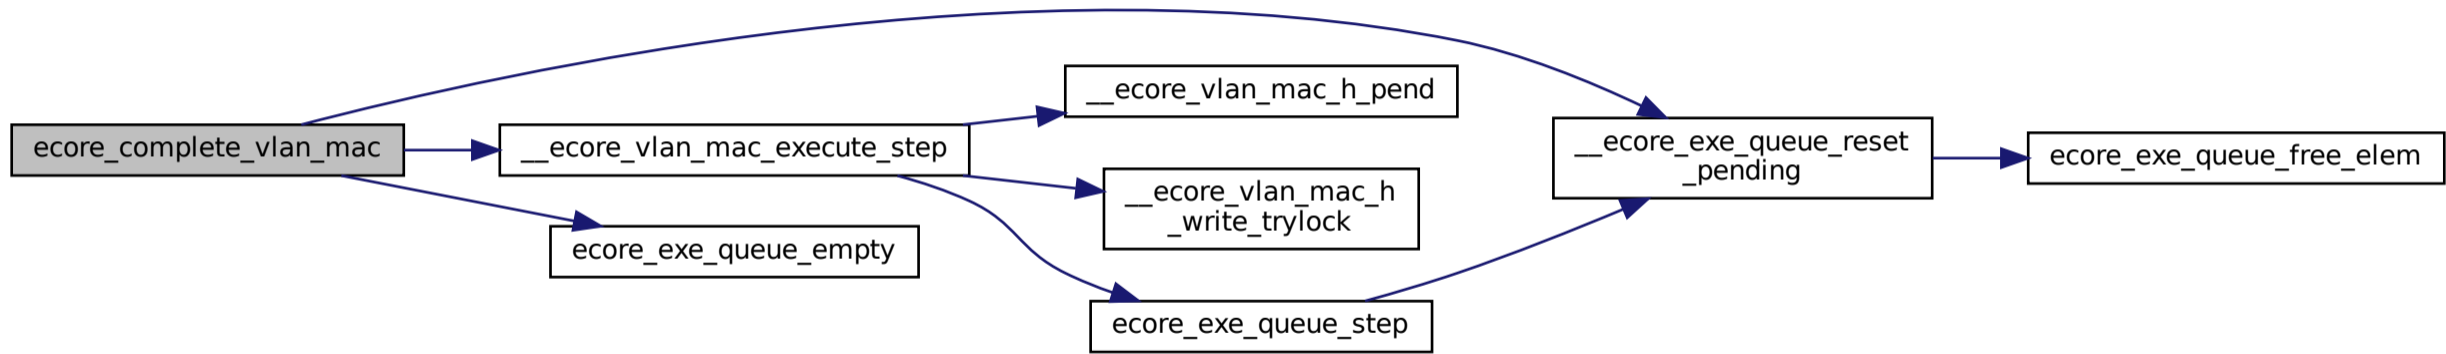 ecore_complete_vlan_mac
__ecore_vlan_mac_execute_step
ecore_exe_queue_empty
__ecore_vlan_mac_h_pend
__ecore_vlan_mac_h
_write_trylock
ecore_exe_queue_step
__ecore_exe_queue_reset
_pending
ecore_exe_queue_free_elem